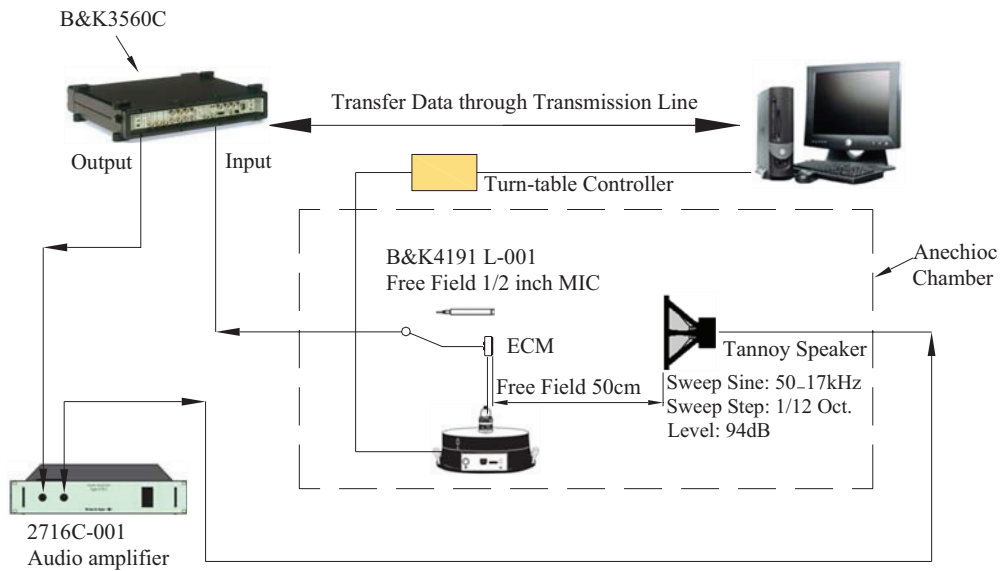 B&K3560C
Transfer Data through Transmission Line
Output
Input
Turn-table Controller
B&K4191 L-001
Free Field 1/2 inch MIC
Anechioc
Chamber
ECM
Tannoy Speaker
Free Field 50cm
Sweep Sine: 50_17kHz
Sweep Step: 1/12 Oct.
Level: 94dB
2716C-001
Audio amplifier